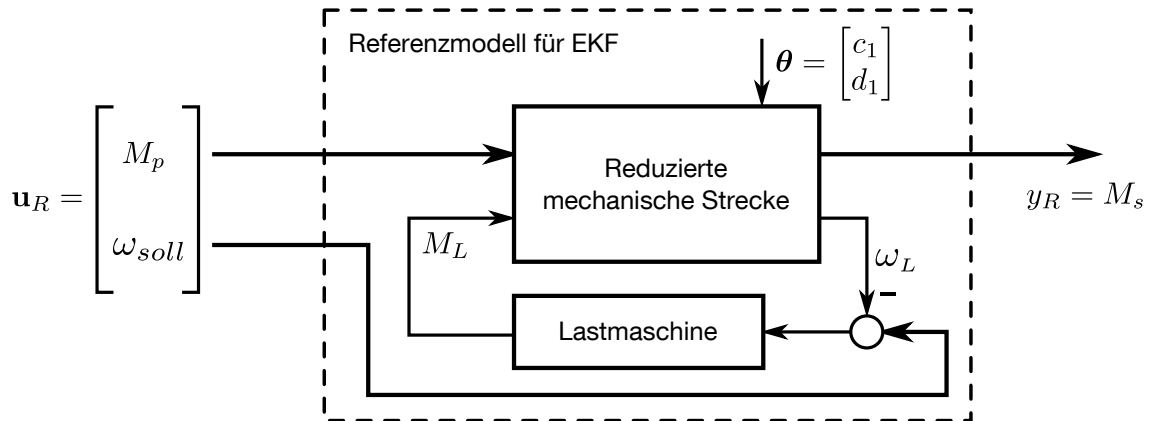 Referenzmodell für EKF
θ = [c₁ d₁]
u_R = [M_p ω_soll]
Reduzierte
mechanische Strecke
y_R = M_s
M_L
ω_L
−
Lastmaschine